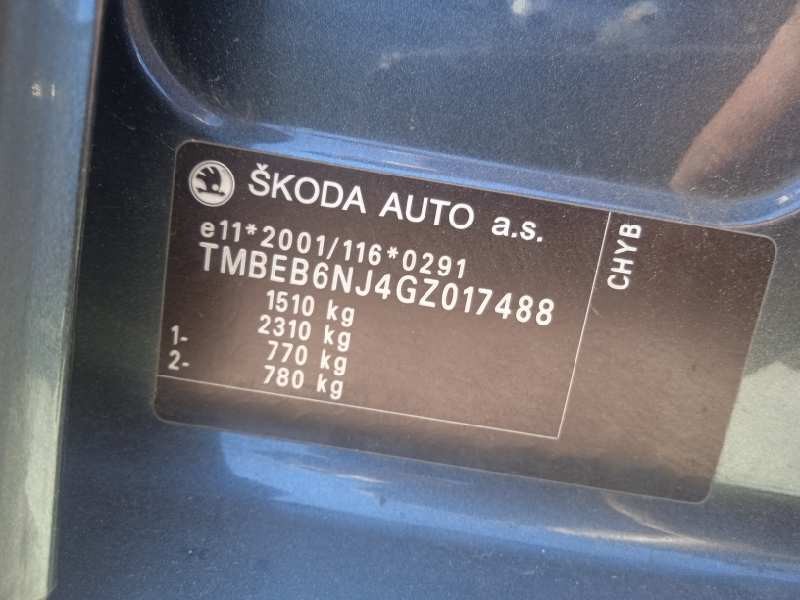 ŠKODA AUTO a.s.
e11*2001/116*0291
TMBEB6NJ4GZ017488
1510 kg
2310 kg
1- 770 kg
2- 780 kg
CHYB